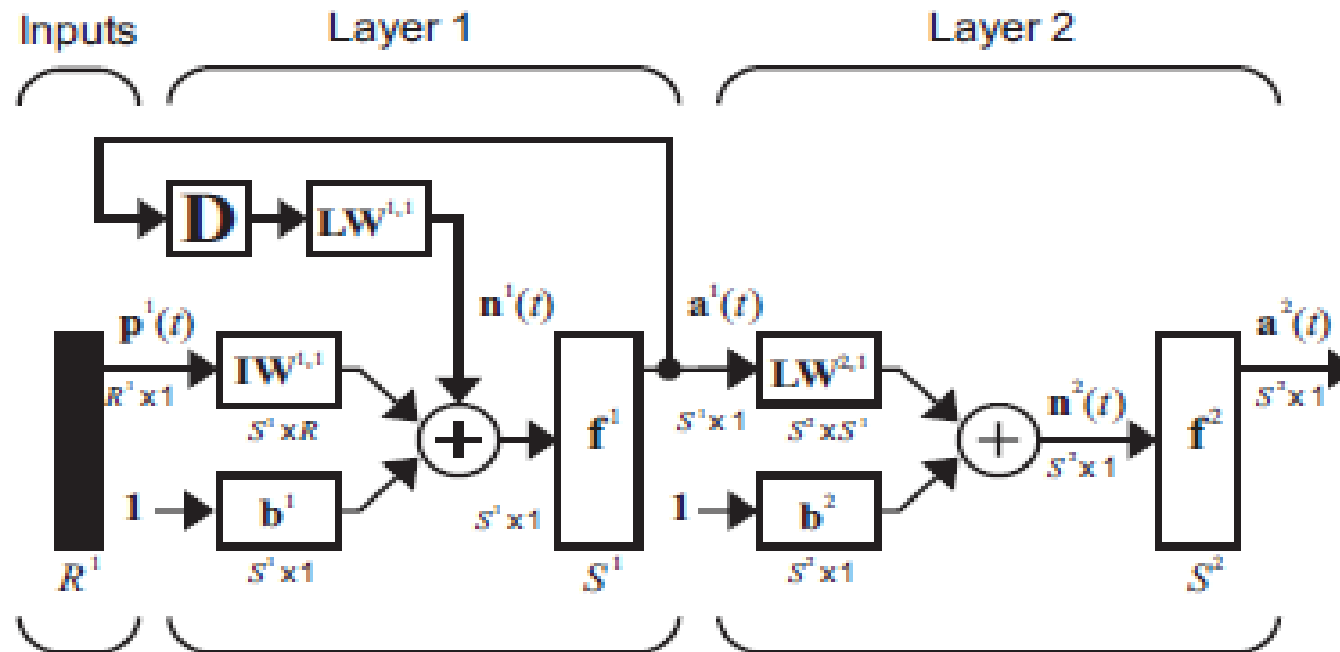 Inputs Layer 1 Layer 2
D LW¹,¹
p¹(t) n¹(t) a¹(t) a²(t)
IW¹,¹ LW²,¹ n²(t)
R¹ x 1 S¹ x R f¹ S¹ x 1 S² x S¹ f² S² x 1
S² x 1
1 b¹ S¹ x 1 1 b²
R¹ S¹ x 1 S¹ S² x 1 S²